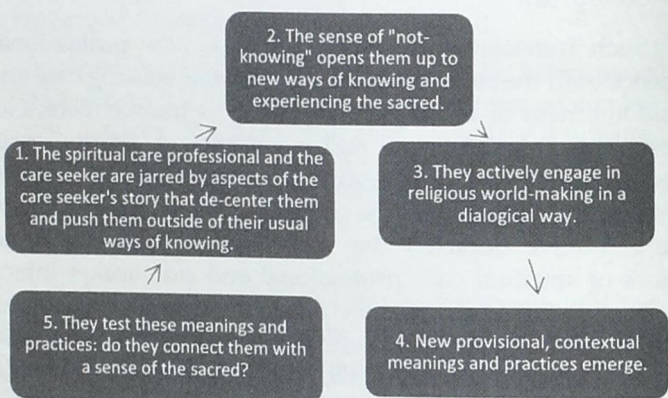 2. The sense of "not-
knowing" opens them up to
new ways of knowing and
experiencing the sacred.
1. The spiritual care professional and the
care seeker are jarred by aspects of the
care seeker's story that de-center them
and push them outside of their usual
ways of knowing.
3. They actively engage in
religious world-making in a
dialogical way.
5. They test these meanings and
practices: do they connect them with
a sense of the sacred?
4. New provisional, contextual
meanings and practices emerge.